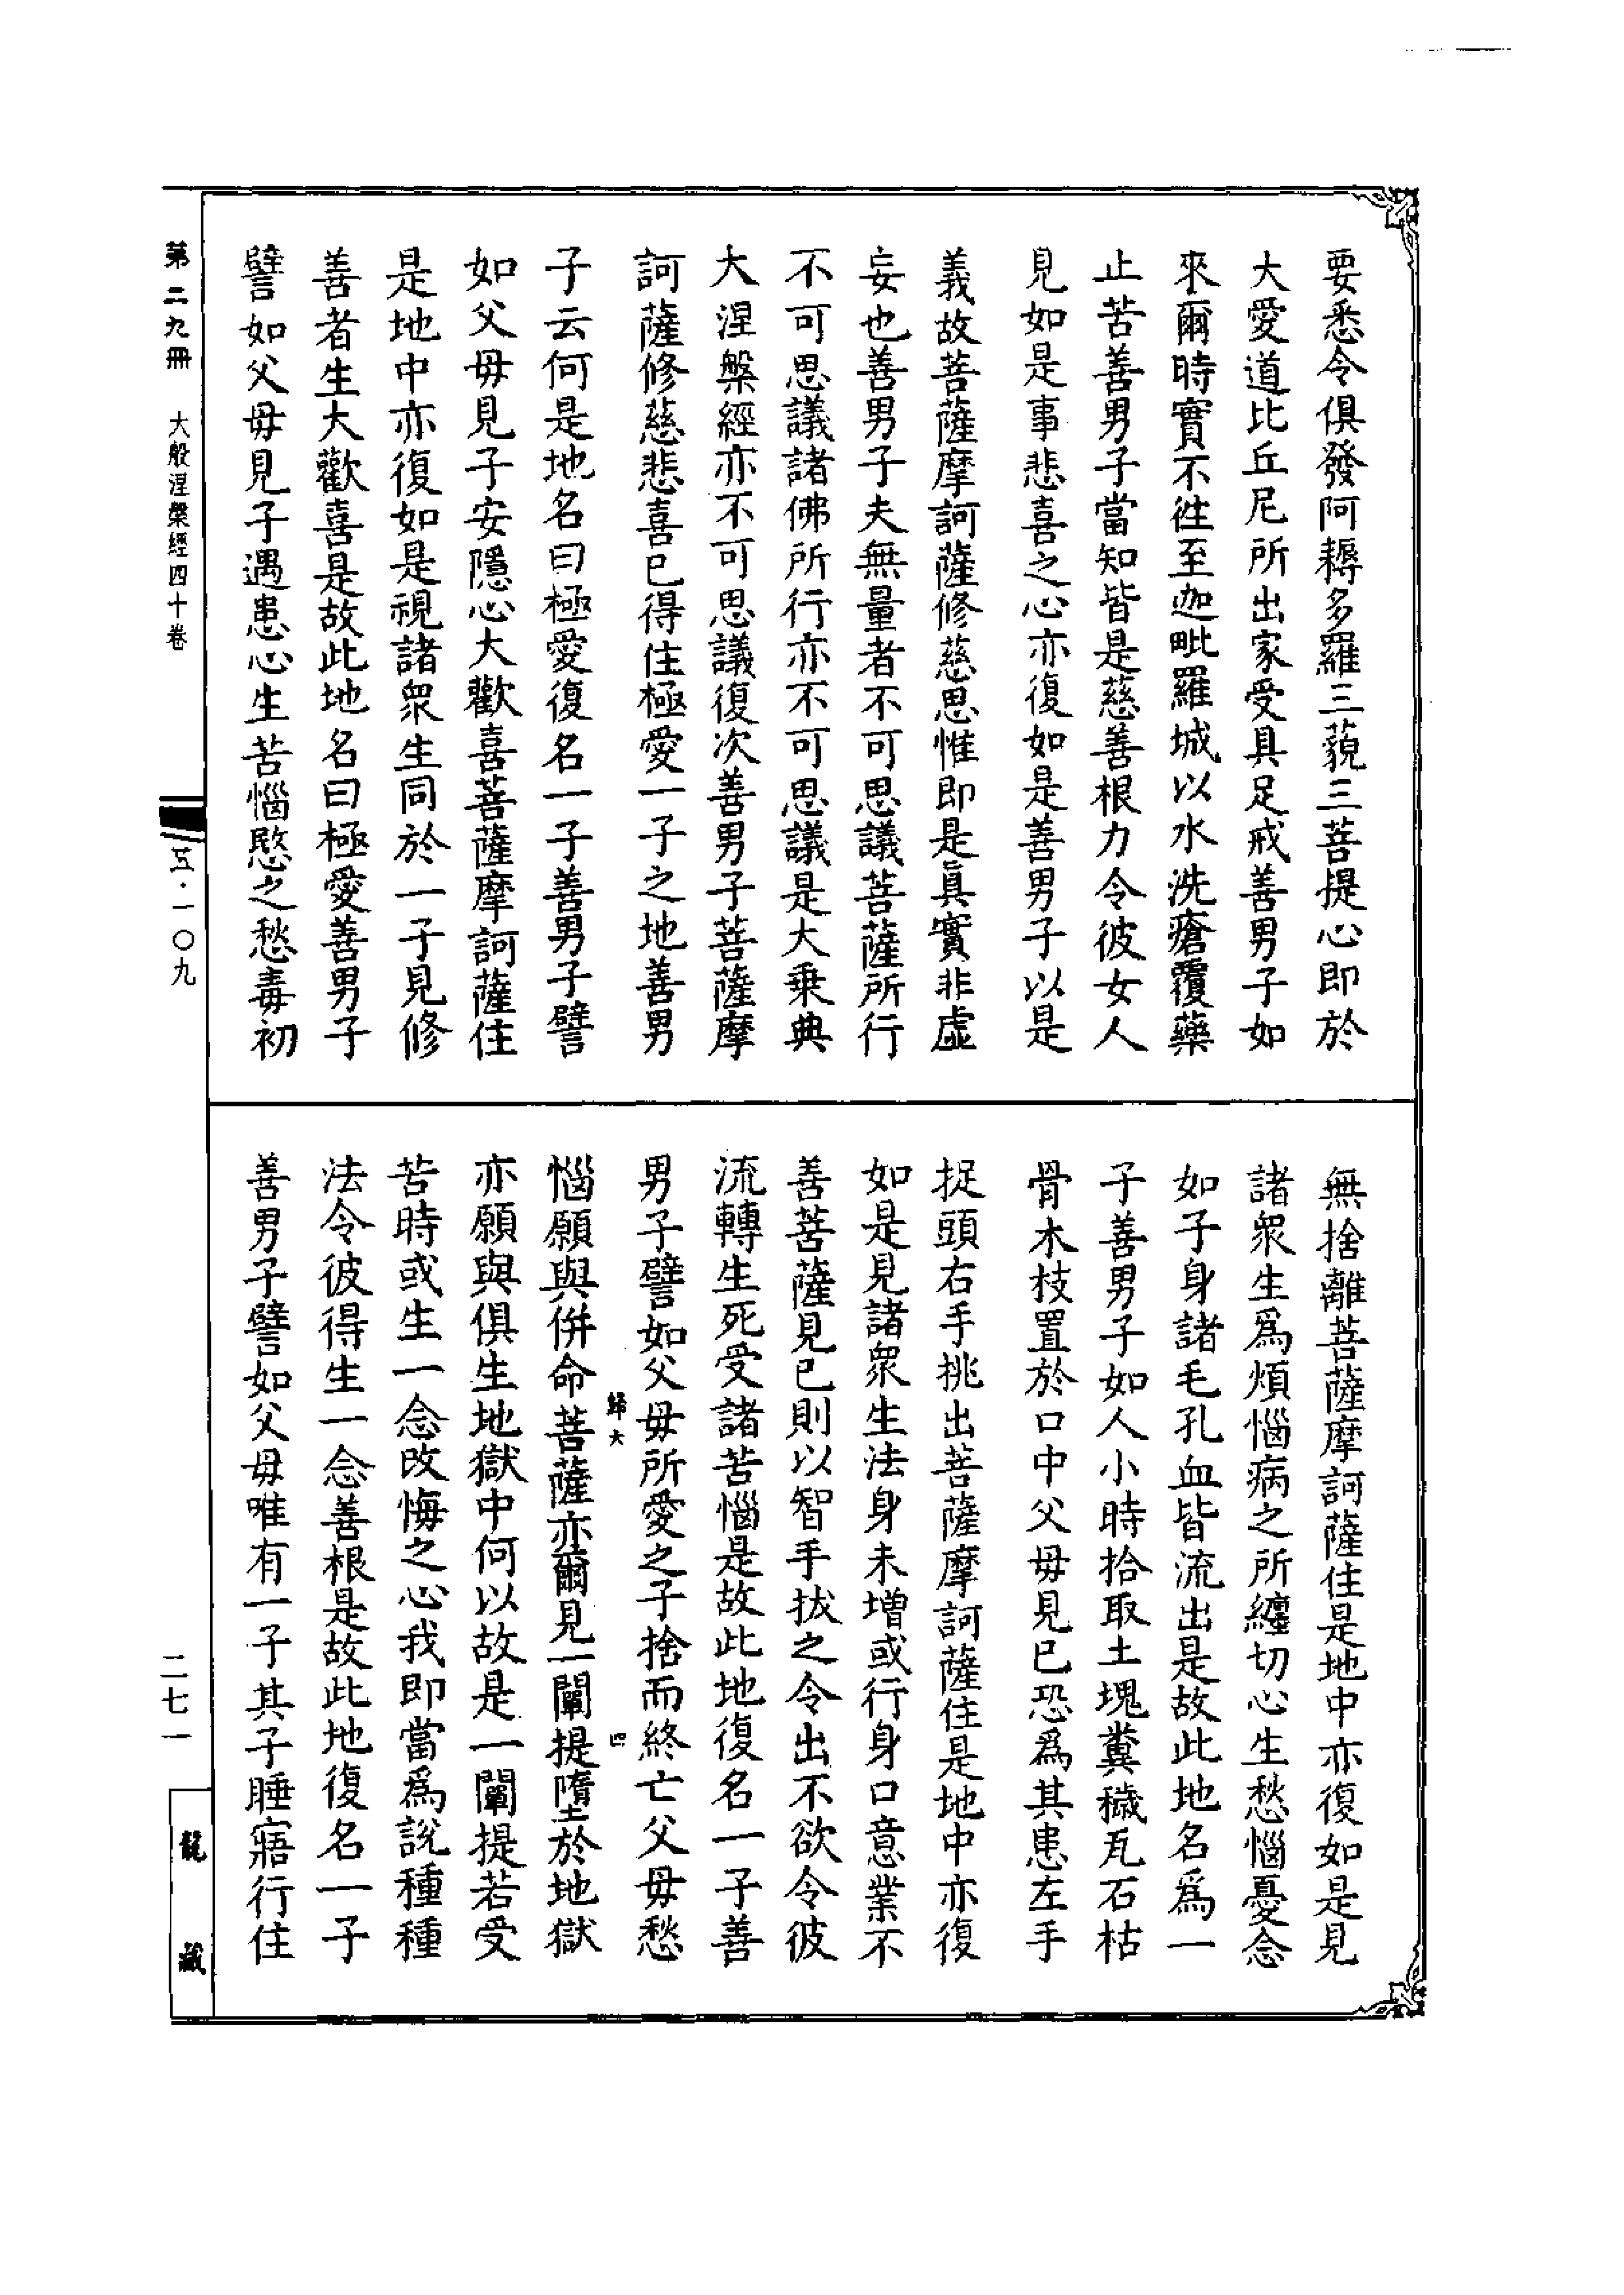 要悉令俱發阿耨多羅三藐三菩提心即於
大愛道比丘尼所出家受具足戒善男子如
來爾時實不徃至迦毗羅城以水洗瘡覆藥
止苦善男子當知皆是慈善根力令彼女人
見如是事悲喜之心亦復如是善男子以是
義故菩薩摩訶薩修慈思惟即是眞實非虛
妄也善男子夫無量者不可思議菩薩所行
不可思議諸佛所行亦不可思議是大乗典
大涅槃經亦不可思議復次善男子菩薩摩
訶薩修慈悲喜已得住極愛一子之地善男
子云何是地名曰極愛復名一子善男子譬
如父母見子安隱心大歡喜菩薩摩訶薩住
是地中亦復如是視諸衆生同於一子見修
善者生大歡喜是故此地名曰極愛善男子
譬如父母見子遇患心生苦惱愍之愁毒初
無捨離菩薩摩訶薩住是地中亦復如是見
諸衆生爲煩惱病之所纏切心生愁惱憂念
如子身諸毛孔血皆流出是故此地名爲一
子善男子如人小時拾取土塊糞穢瓦石枯
骨木枝置於口中父母見已恐爲其患左手
捉頭右手挑出菩薩摩訶薩住是地中亦復
如是見諸衆生法身未增或行身口意業不
善菩薩見已則以智手拔之令出不欲令彼
流轉生死受諸苦惱是故此地復名一子善
男子譬如父母所愛之子捨而終亡父母愁
歸大 四
惱願與併命菩薩亦爾見一闡提墮於地獄
亦願與俱生地獄中何以故是一闡提若受
苦時或生一念改悔之心我即當爲說種種
法令彼得生一念善根是故此地復名一子
善男子譬如父母唯有一子其子睡寤行住
第二九冊 大般涅槃經四十卷
五·一〇九
二七一
龍藏